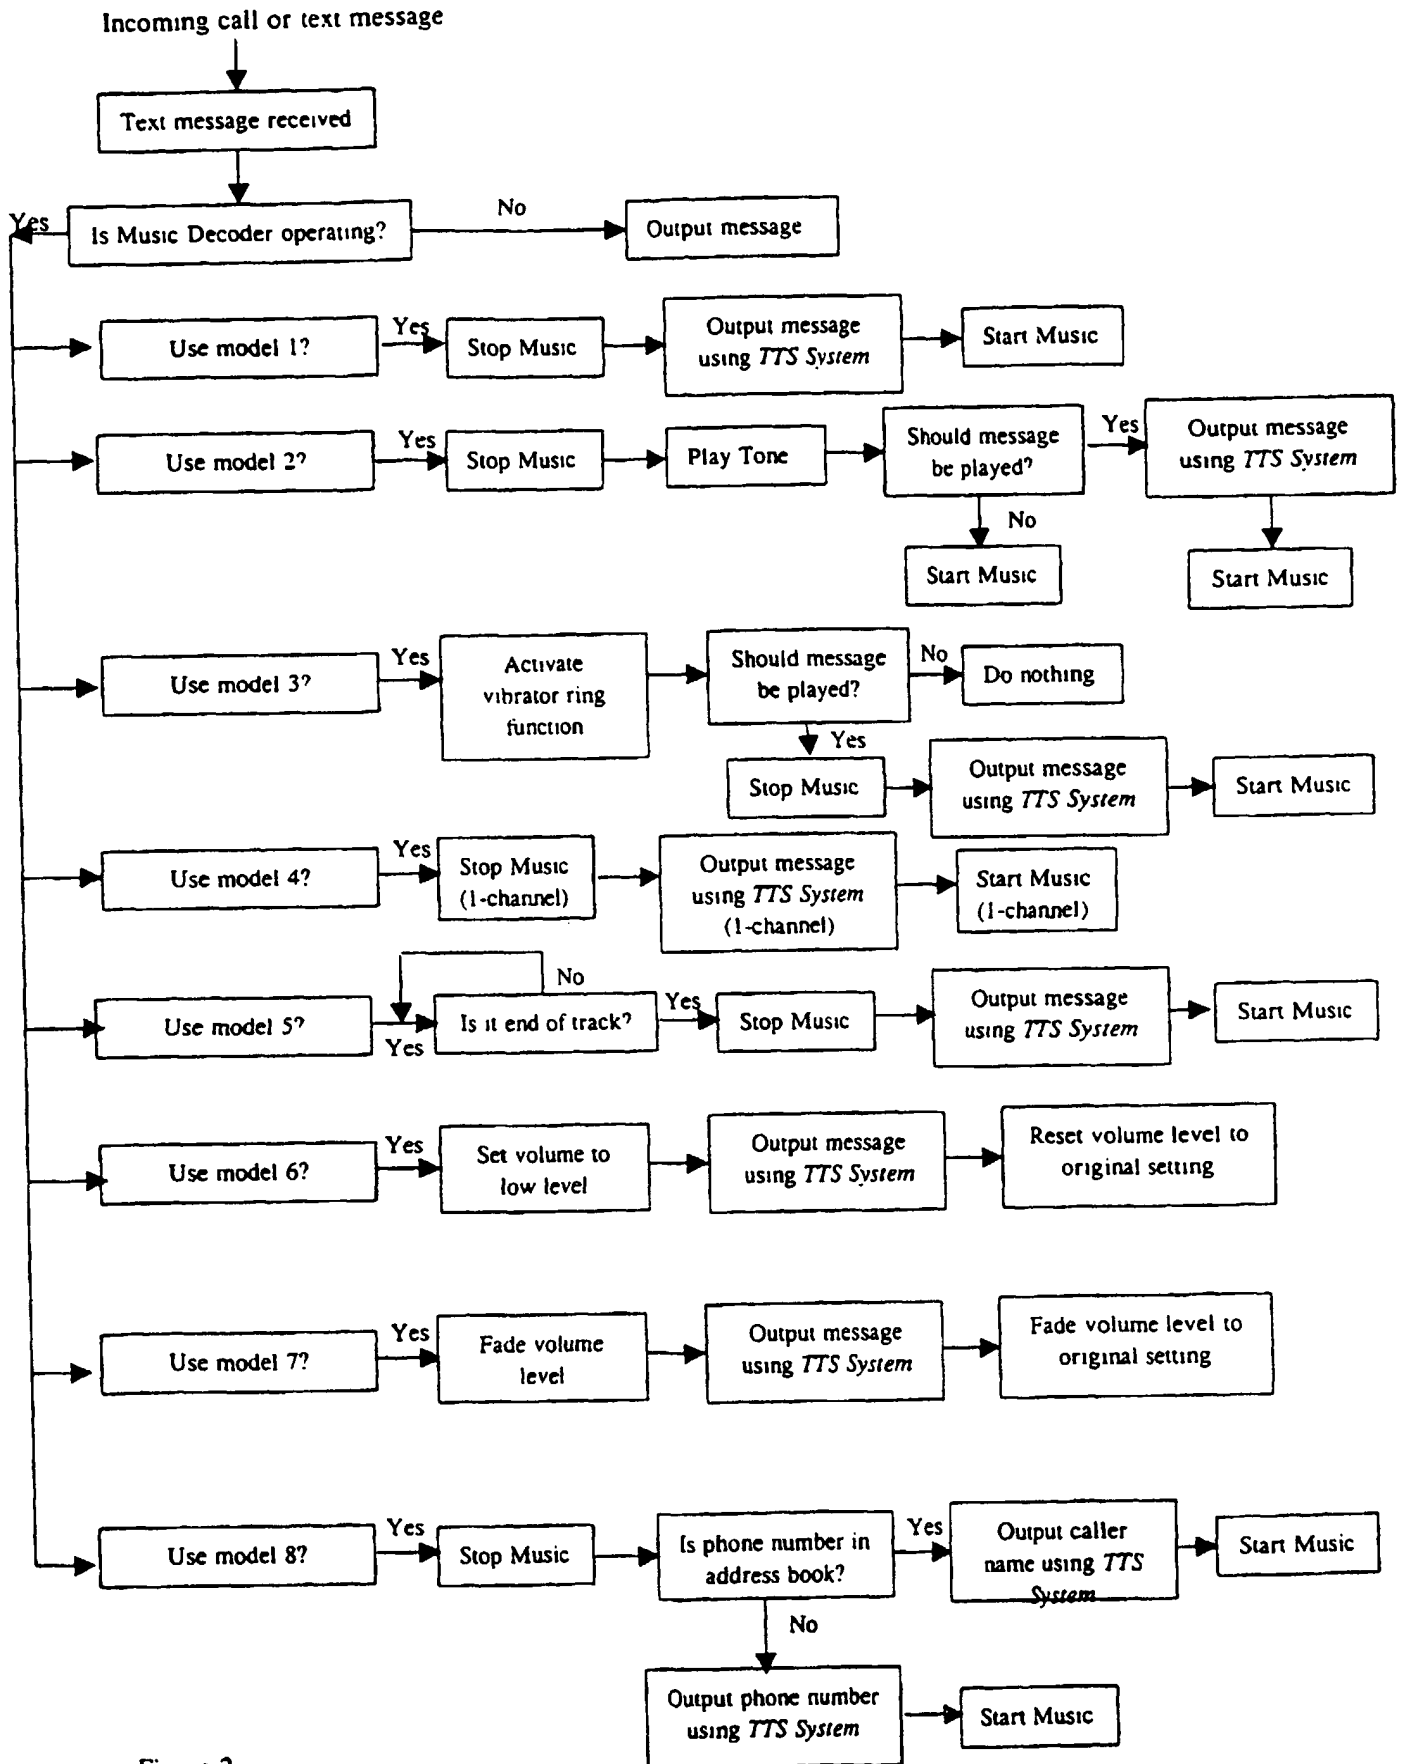 Incoming call or text message
Text message received
Yes
Is Music Decoder operating?
No
Output message
Use model 1?
Yes
Stop Music
Output message
using TTS System
Start Music
Use model 2?
Yes
Stop Music
Play Tone
Should message
be played?
Yes
Output message
using TTS System
No
Start Music
Start Music
Use model 3?
Yes
Activate
vibrator ring
function
Should message
be played?
No
Do nothing
Yes
Stop Music
Output message
using TTS System
Start Music
Use model 4?
Yes
Stop Music
(1-channel)
Output message
using TTS System
(1-channel)
Start Music
(1-channel)
Use model 5?
Yes
No
Is it end of track?
Yes
Stop Music
Output message
using TTS System
Start Music
Use model 6?
Yes
Set volume to
low level
Output message
using TTS System
Reset volume level to
original setting
Use model 7?
Yes
Fade volume
level
Output message
using TTS System
Fade volume level to
original setting
Use model 8?
Yes
Stop Music
Is phone number in
address book?
Yes
Output caller
name using TTS
System
Start Music
No
Output phone number
using TTS System
Start Music